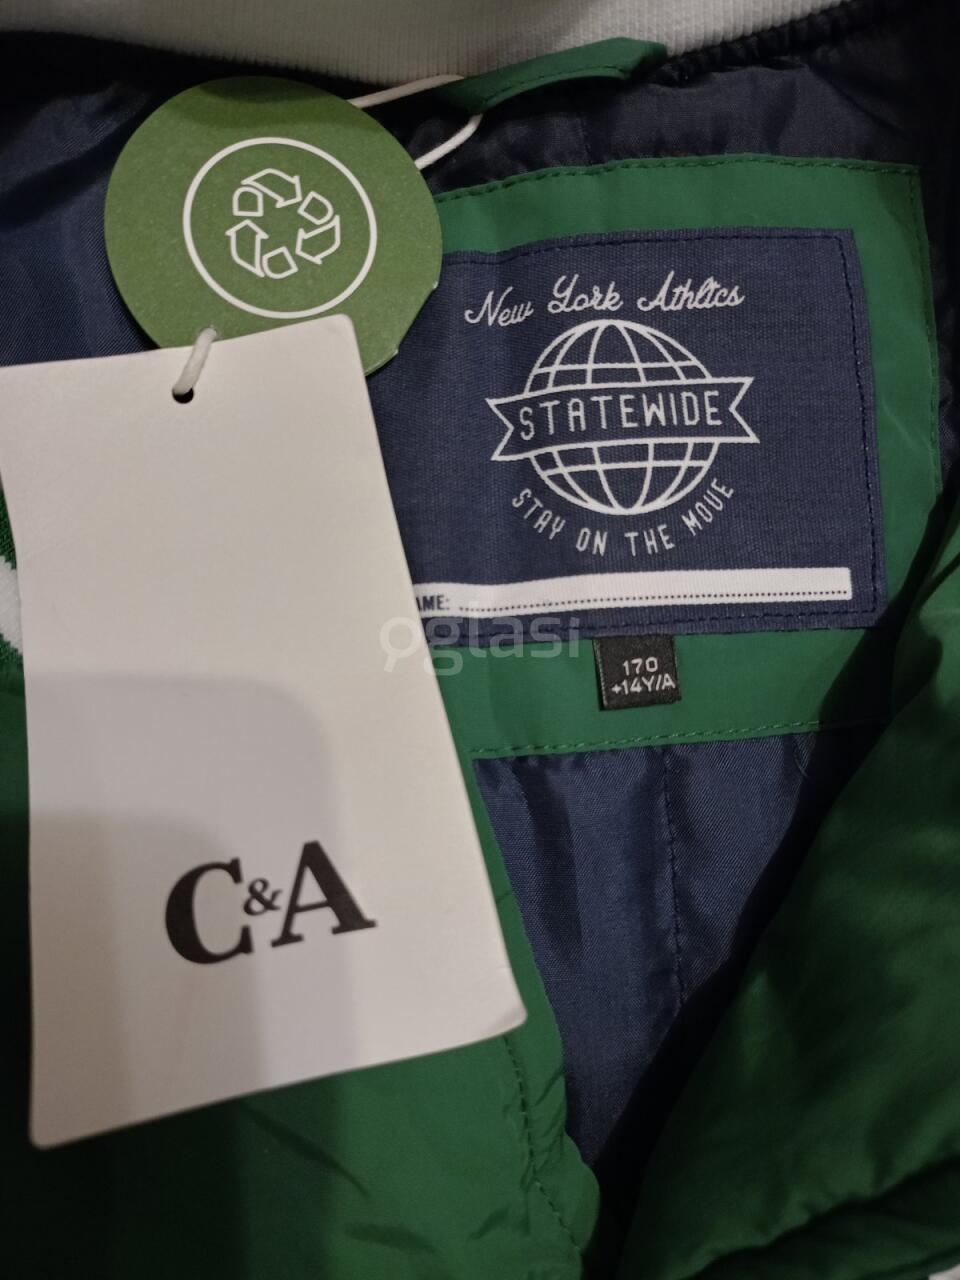 New York Athltcs
STATEWIDE
STAY ON THE MOVE
AME:
oglasi
170
+14Y/A
C&A